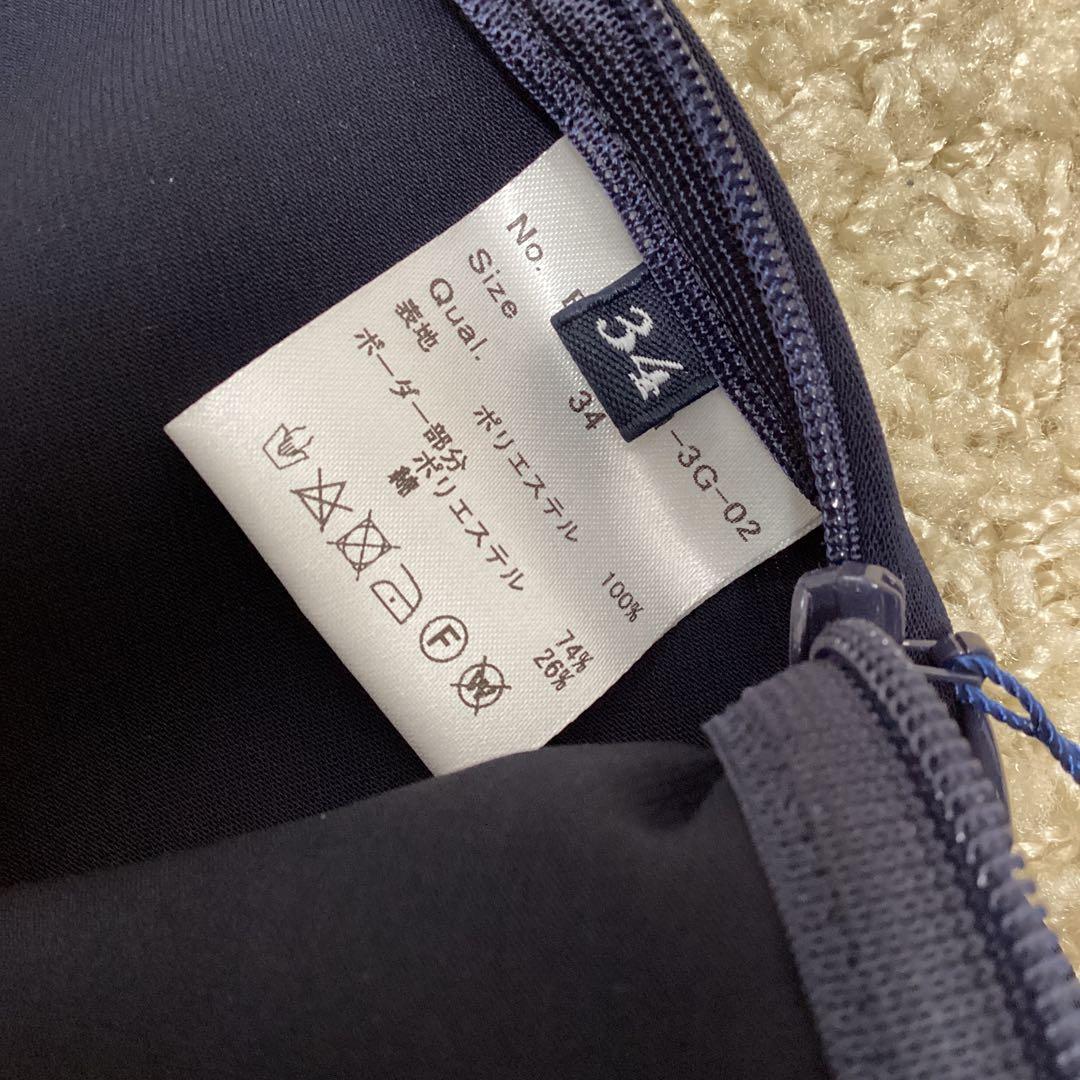 34
No. -3G-02
Size 34
Qual.
表地 ポリエステル 100%
ボーダー部分
ポリエステル 74%
綿 26%
F
W